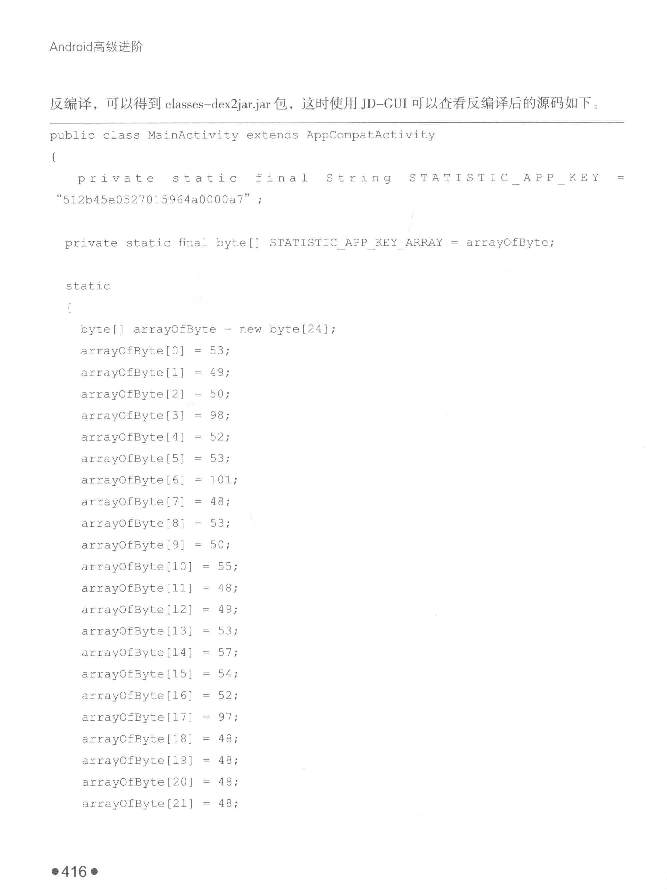 Android高级进阶
反编译，可以得到 classes-dex2jar.jar 包，这时使用 JD-GUI 可以查看反编译后的源码如下。
public class MainActivity extends AppCompatActivity
{
private static final String STATISTIC_APP_KEY =
“512b45e0527015964a0000a7” ;
private static final byte[] STATISTIC_APP_KEY_ARRAY = arrayOfByte;
static
{
byte[] arrayOfByte = new byte[24];
arrayOfByte[0] = 53;
arrayOfByte[1] = 49;
arrayOfByte[2] = 50;
arrayOfByte[3] = 98;
arrayOfByte[4] = 52;
arrayOfByte[5] = 53;
arrayOfByte[6] = 101;
arrayOfByte[7] = 48;
arrayOfByte[8] = 53;
arrayOfByte[9] = 50;
arrayOfByte[10] = 55;
arrayOfByte[11] = 48;
arrayOfByte[12] = 49;
arrayOfByte[13] = 53;
arrayOfByte[14] = 57;
arrayOfByte[15] = 54;
arrayOfByte[16] = 52;
arrayOfByte[17] = 97;
arrayOfByte[18] = 48;
arrayOfByte[19] = 48;
arrayOfByte[20] = 48;
arrayOfByte[21] = 48;
●416●